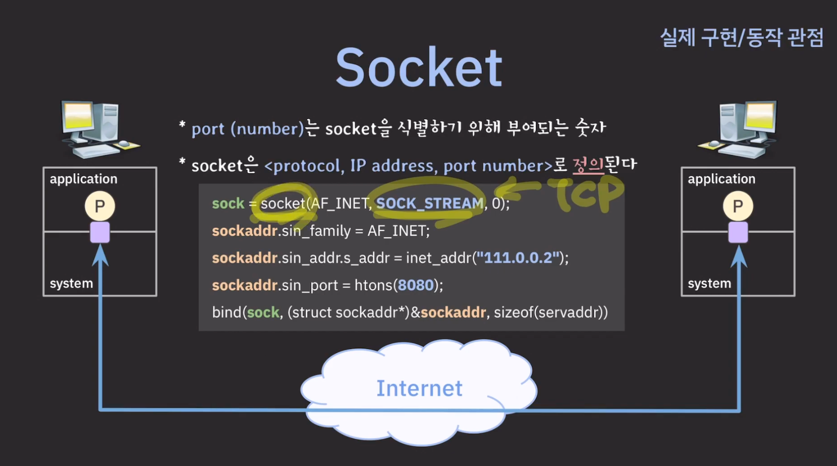 실제 구현/동작 관점
Socket
* port (number)는 socket을 식별하기 위해 부여되는 숫자
* socket은 <protocol, IP address, port number>로 정의된다
application
P
system
sock = socket(AF_INET, SOCK_STREAM, 0);
TCP
sockaddr.sin_family = AF_INET;
sockaddr.sin_addr.s_addr = inet_addr("111.0.0.2");
sockaddr.sin_port = htons(8080);
bind(sock, (struct sockaddr*)&sockaddr, sizeof(servaddr))
application
P
system
Internet